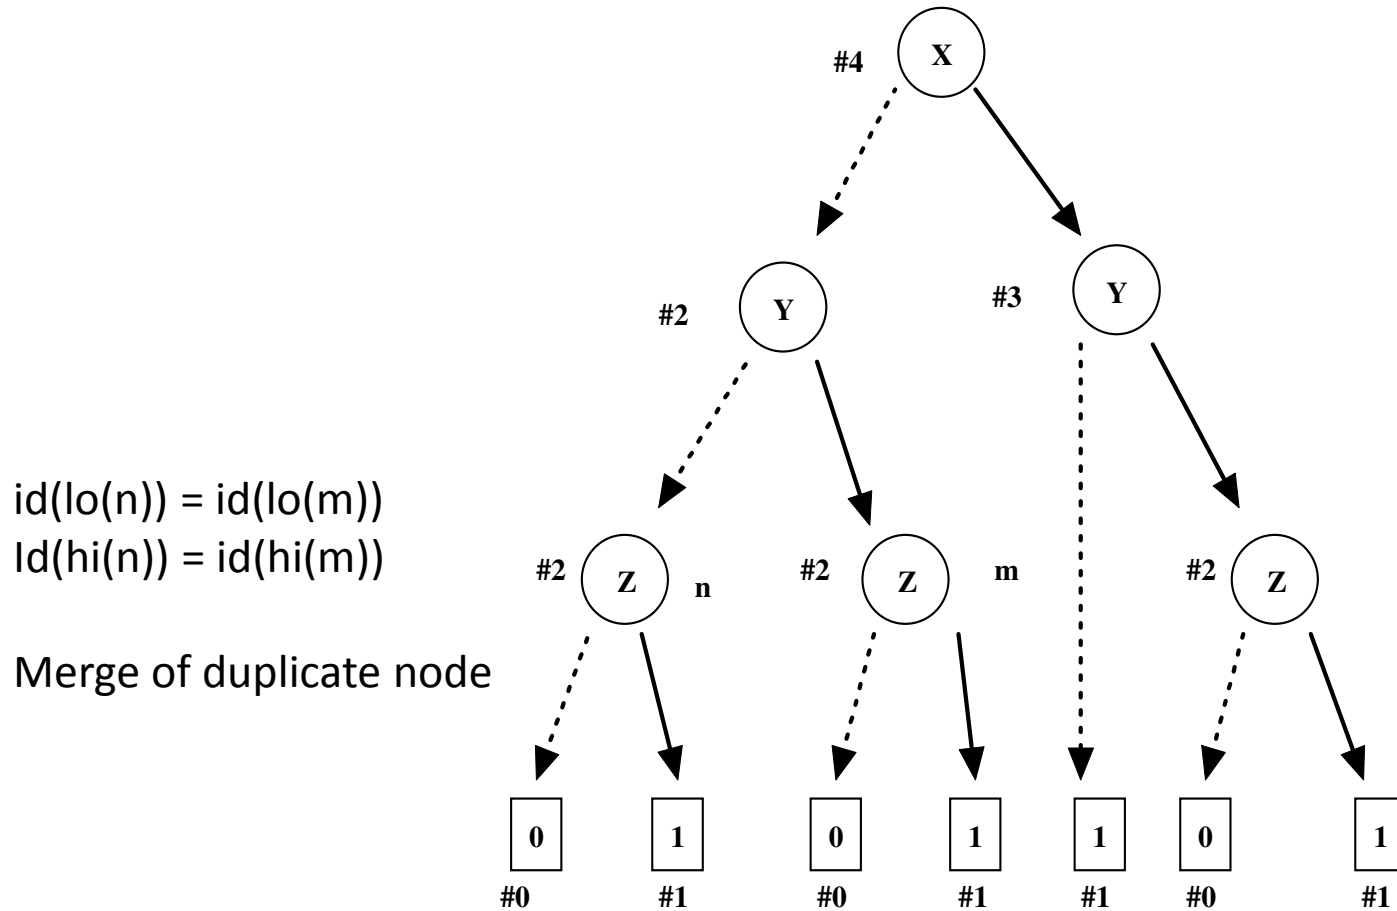 X
#4
Y
#3
Y
#2
id(lo(n)) = id(lo(m))
Id(hi(n)) = id(hi(m))
#2
Z
n
#2
Z
m
#2
Z
Merge of duplicate node
0
1
0
1
1
0
1
#0
#1
#0
#1
#1
#0
#1